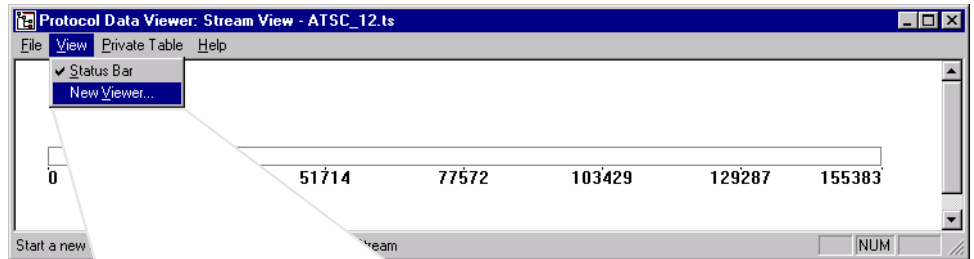 Protocol Data Viewer: Stream View - ATSC_12.ts
File View Private Table Help
Status Bar
New Viewer...
0 51714 77572 103429 129287 155383
Start a new
NUM